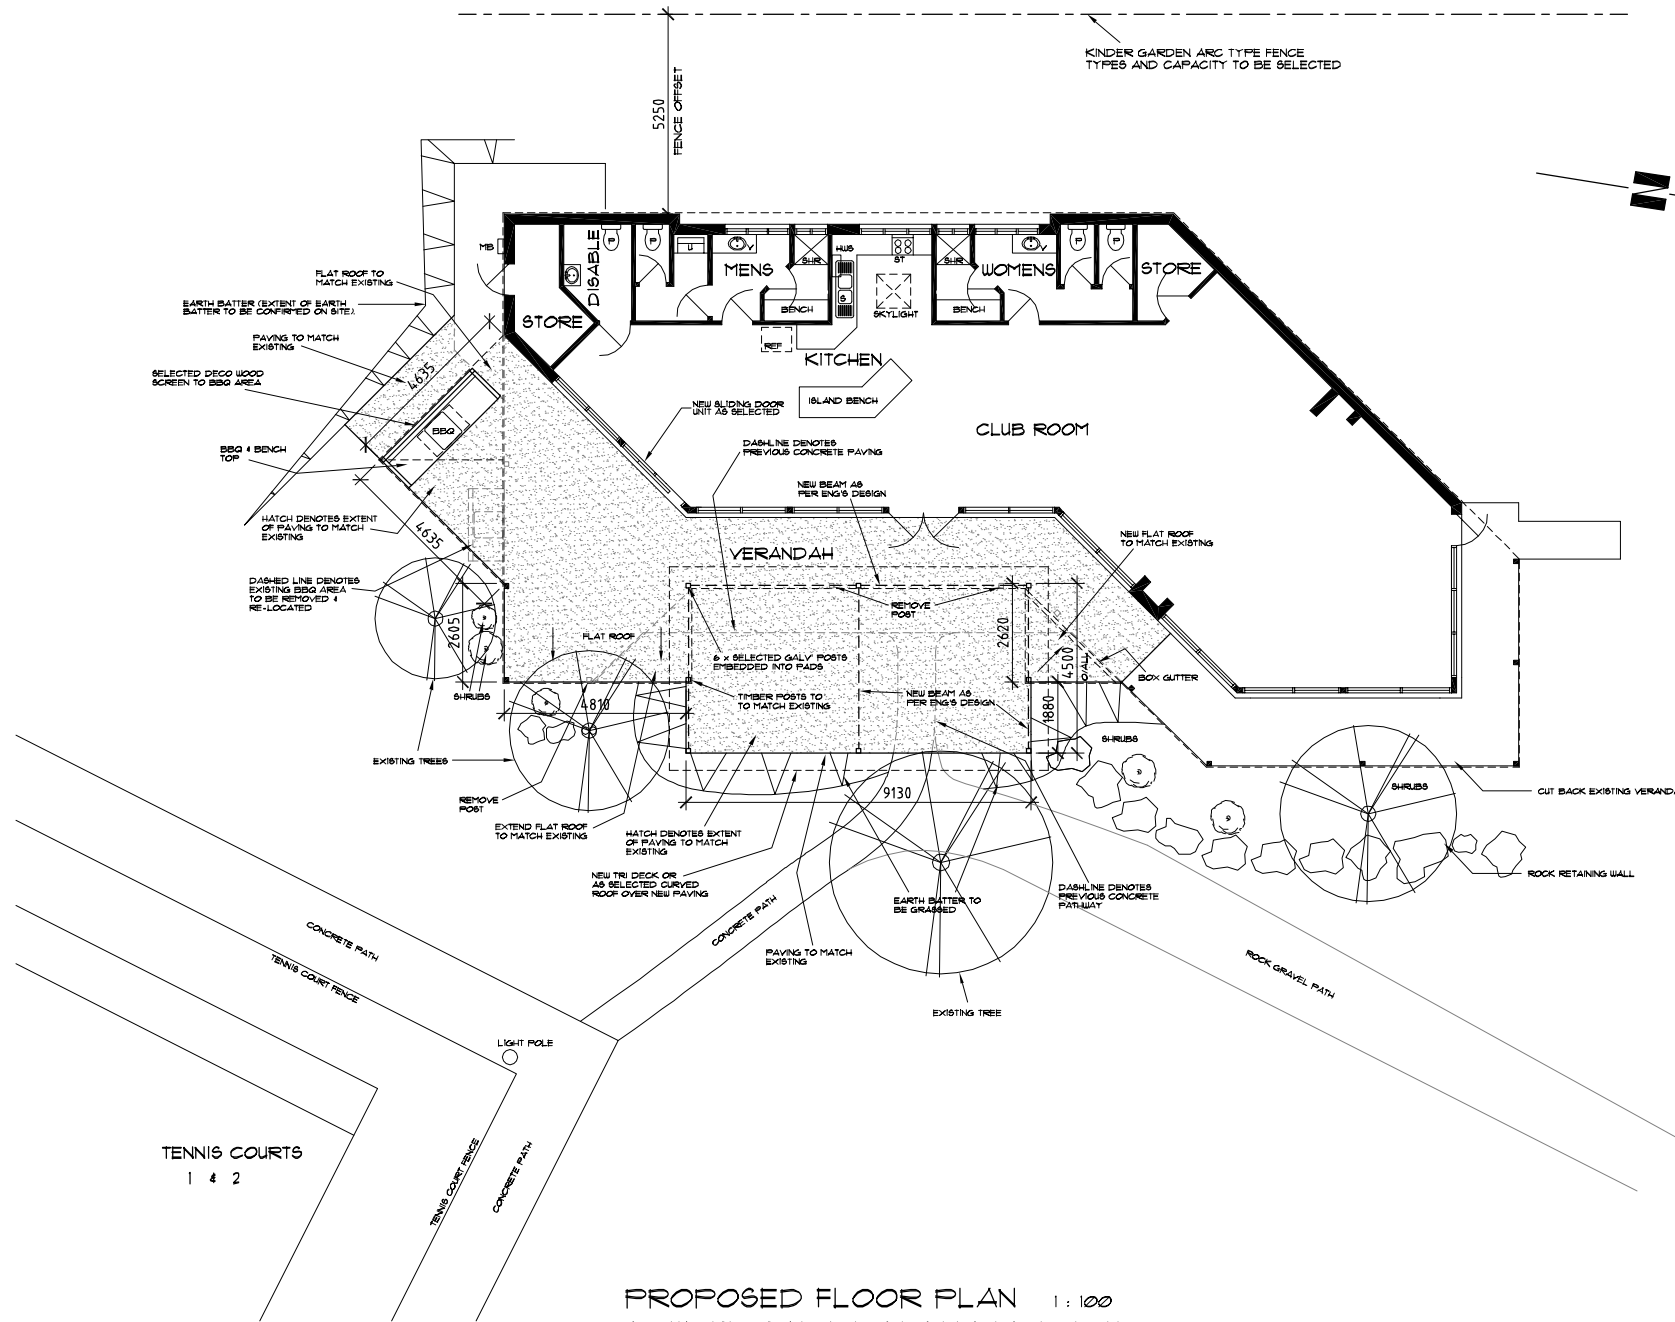 KINDER GARDEN ARC TYPE FENCE
TYPES AND CAPACITY TO BE SELECTED
5250
FENCE OFFSET
N
MB
DISABLE
P
P
U
MENS
SHR
HWS
ST
SHR
WOMENS
P
P
STORE
STORE
BENCH
S
SKYLIGHT
BENCH
REF
KITCHEN
ISLAND BENCH
CLUB ROOM
FLAT ROOF TO
MATCH EXISTING
EARTH BATTER (EXTENT OF EARTH
BATTER TO BE CONFIRMED ON SITE).
PAVING TO MATCH
EXISTING
SELECTED DECO WOOD
SCREEN TO BBQ AREA
4635
BBQ
BBQ & BENCH
TOP
HATCH DENOTES EXTENT
OF PAVING TO MATCH
EXISTING
4635
DASHED LINE DENOTES
EXISTING BBQ AREA
TO BE REMOVED &
RE-LOCATED
NEW SLIDING DOOR
UNIT AS SELECTED
DASHLINE DENOTES
PREVIOUS CONCRETE PAVING
NEW BEAM AS
PER ENG'S DESIGN
VERANDAH
NEW FLAT ROOF
TO MATCH EXISTING
REMOVE
POST
2605
FLAT ROOF
2620
4500
O/ALL
6 x SELECTED GALV' POSTS
EMBEDDED INTO PADS
BOX GUTTER
SHRUBS
4810
TIMBER POSTS TO
TO MATCH EXISTING
NEW BEAM AS
PER ENG'S DESIGN
1880
SHRUBS
EXISTING TREES
REMOVE
POST
9130
SHRUBS
CUT BACK EXISTING VERANDA
EXTEND FLAT ROOF
TO MATCH EXISTING
HATCH DENOTES EXTENT
OF PAVING TO MATCH
EXISTING
NEW TRI DECK OR
AS SELECTED CURVED
ROOF OVER NEW PAVING
EARTH BATTER TO
BE GRASSED
DASHLINE DENOTES
PREVIOUS CONCRETE
PATHWAY
ROCK RETAINING WALL
CONCRETE PATH
CONCRETE PATH
TENNIS COURT FENCE
PAVING TO MATCH
EXISTING
ROCK GRAVEL PATH
EXISTING TREE
LIGHT POLE
TENNIS COURTS
1 & 2
TENNIS COURT FENCE
CONCRETE PATH
PROPOSED FLOOR PLAN 1 : 100